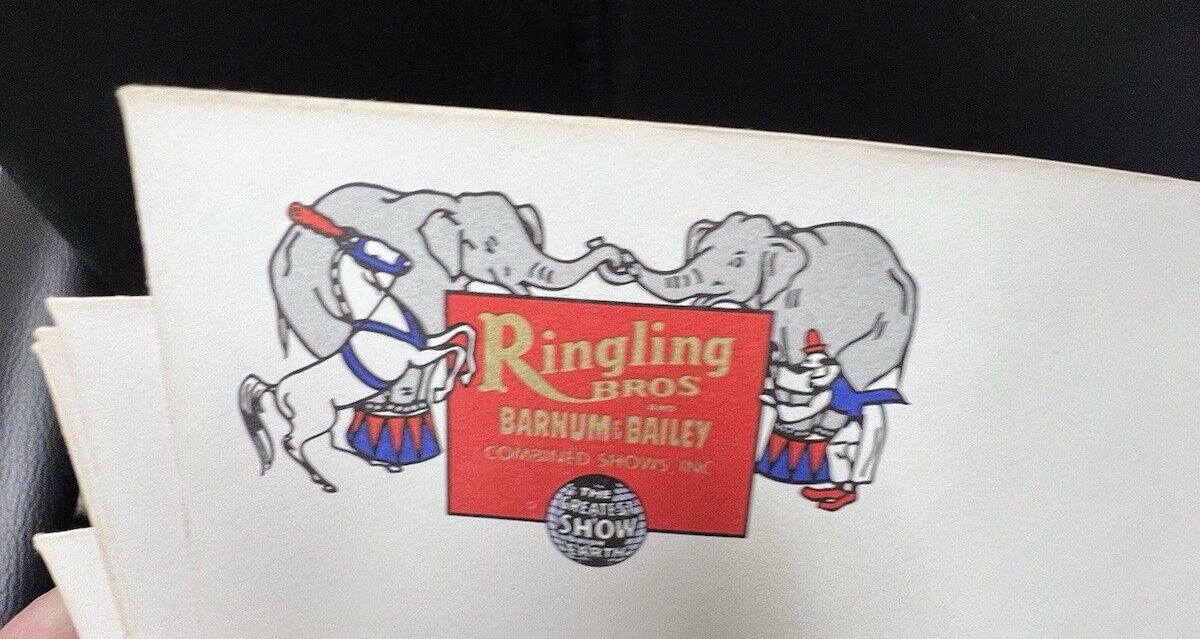 Ringling
BROS
AND
BARNUM & BAILEY
COMBINED SHOWS, INC
THE
GREATEST
SHOW
ON
EARTH